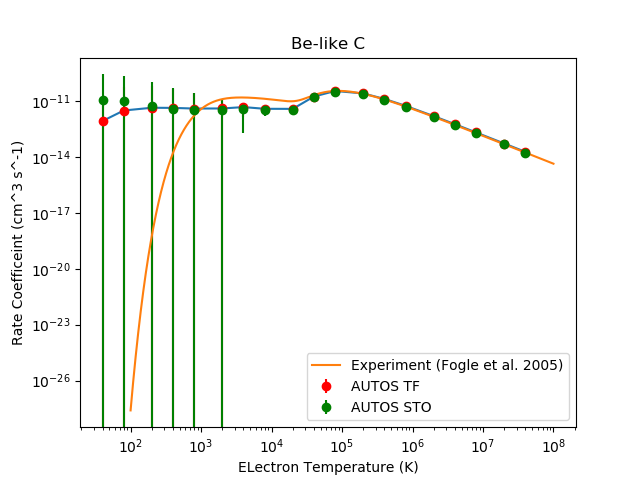 Be-like C
Rate Coefficeint (cm^3 s^-1)
10^-11
10^-14
10^-17
10^-20
10^-23
10^-26
Experiment (Fogle et al. 2005)
AUTOS TF
AUTOS STO
10^2 10^3 10^4 10^5 10^6 10^7 10^8
ELectron Temperature (K)